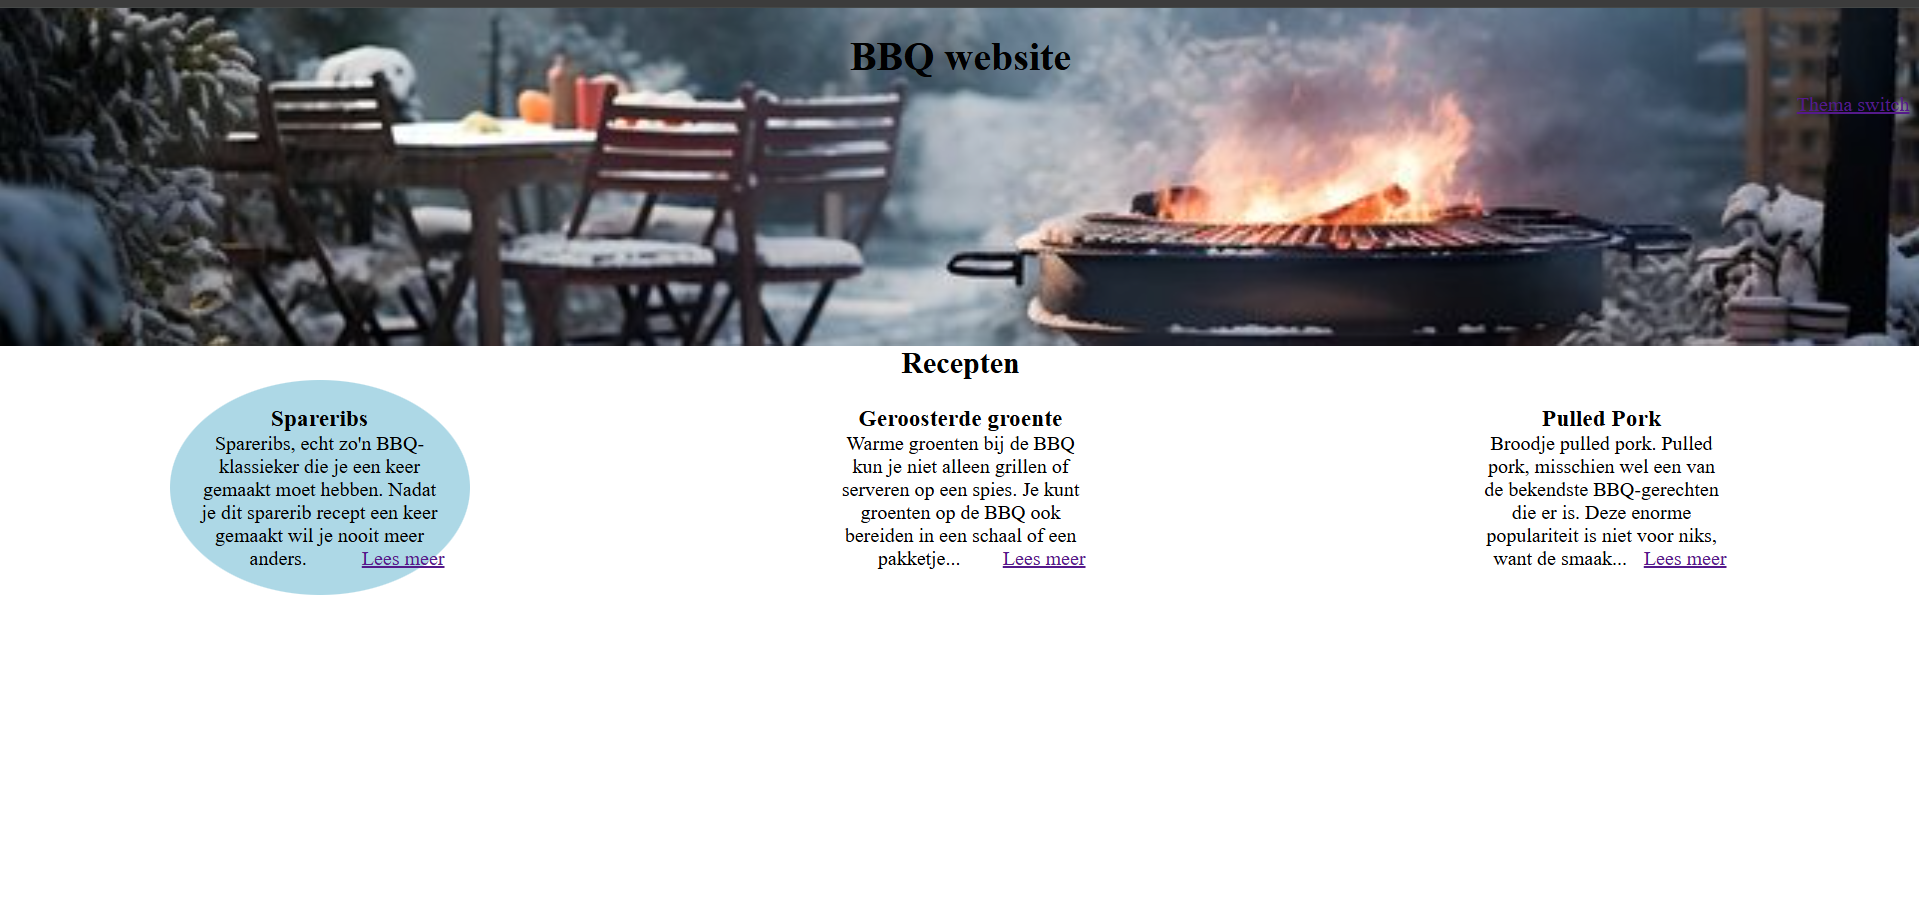 BBQ website
Thema switch
Recepten
Spareribs
Spareribs, echt zo'n BBQ-
klassieker die je een keer
gemaakt moet hebben. Nadat
je dit sparerib recept een keer
gemaakt wil je nooit meer
anders. Lees meer
Geroosterde groente
Warme groenten bij de BBQ
kun je niet alleen grillen of
serveren op een spies. Je kunt
groenten op de BBQ ook
bereiden in een schaal of een
pakketje... Lees meer
Pulled Pork
Broodje pulled pork. Pulled
pork, misschien wel een van
de bekendste BBQ-gerechten
die er is. Deze enorme
populariteit is niet voor niks,
want de smaak... Lees meer